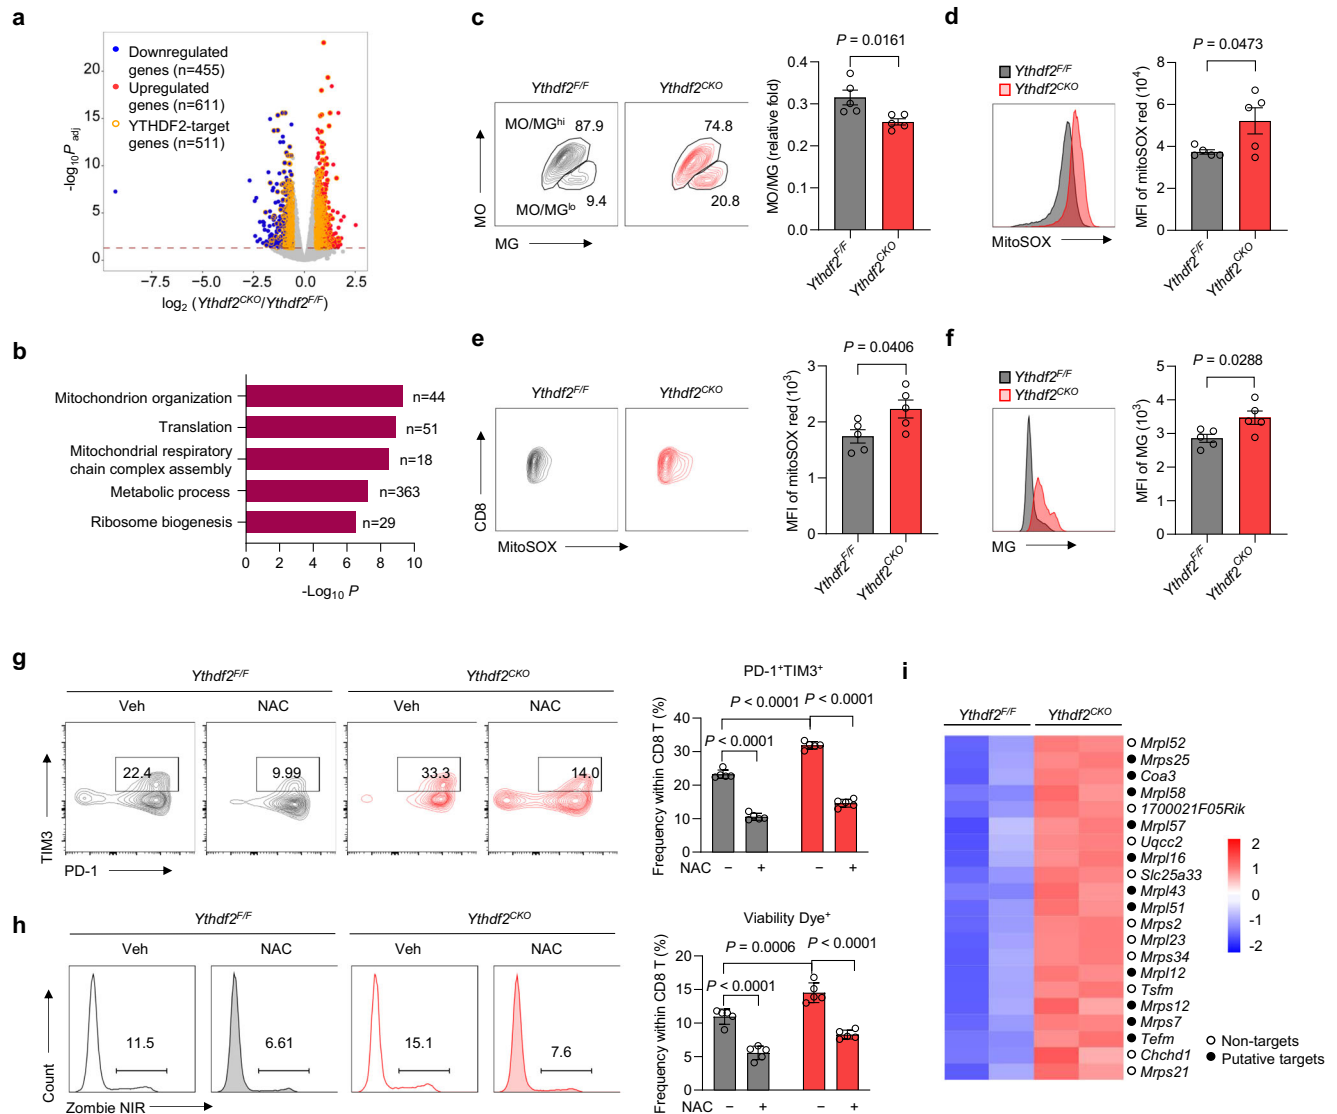 a
Downregulated
genes (n=455)
Upregulated
genes (n=611)
YTHDF2-target
genes (n=511)
20
15
10
5
0
-log10Padj
−7.5
−5.0
−2.5
0.0
2.5
log2 (Ythdf2CKO/Ythdf2F/F)
b
Mitochondrion organization
Translation
Mitochondrial respiratory
chain complex assembly
Metabolic process
Ribosome biogenesis
n=44
n=51
n=18
n=363
n=29
0 2 4 6 8 10
-Log10 P
c
Ythdf2F/F
Ythdf2CKO
MO/MGhi 87.9
MO/MGlo 9.4
74.8
20.8
MO
MG
P = 0.0161
MO/MG (relative fold)
0.4
0.3
0.2
0.1
0.0
Ythdf2F/F
Ythdf2CKO
d
Ythdf2F/F
Ythdf2CKO
MitoSOX
P = 0.0473
MFI of mitoSOX red (10^4)
8
6
4
2
0
Ythdf2F/F
Ythdf2CKO
e
Ythdf2F/F
Ythdf2CKO
CD8
MitoSOX
P = 0.0406
MFI of mitoSOX red (10^3)
3
2
1
0
Ythdf2F/F
Ythdf2CKO
f
Ythdf2F/F
Ythdf2CKO
MG
P = 0.0288
MFI of MG (10^3)
5
4
3
2
1
0
Ythdf2F/F
Ythdf2CKO
g
Ythdf2F/F
Ythdf2CKO
Veh
NAC
Veh
NAC
22.4
9.99
33.3
14.0
TIM3
PD-1
PD-1+TIM3+
P < 0.0001
P < 0.0001
P < 0.0001
Frequency within CD8 T (%)
40
30
20
10
0
NAC − + − +
h
Ythdf2F/F
Ythdf2CKO
Veh
NAC
Veh
NAC
11.5
6.61
15.1
7.6
Count
Zombie NIR
Viability Dye+
P = 0.0006
P < 0.0001
P < 0.0001
Frequency within CD8 T (%)
20
15
10
5
0
NAC − + − +
i
Ythdf2F/F
Ythdf2CKO
Mrpl52
Mrps25
Coa3
Mrpl58
1700021F05Rik
Mrpl57
Uqcc2
Mrpl16
Slc25a33
Mrpl43
Mrpl51
Mrps2
Mrpl23
Mrps34
Mrpl12
Tsfm
Mrps12
Mrps7
Tefm
Chchd1
Mrps21
2
1
0
-1
-2
Non-targets
Putative targets